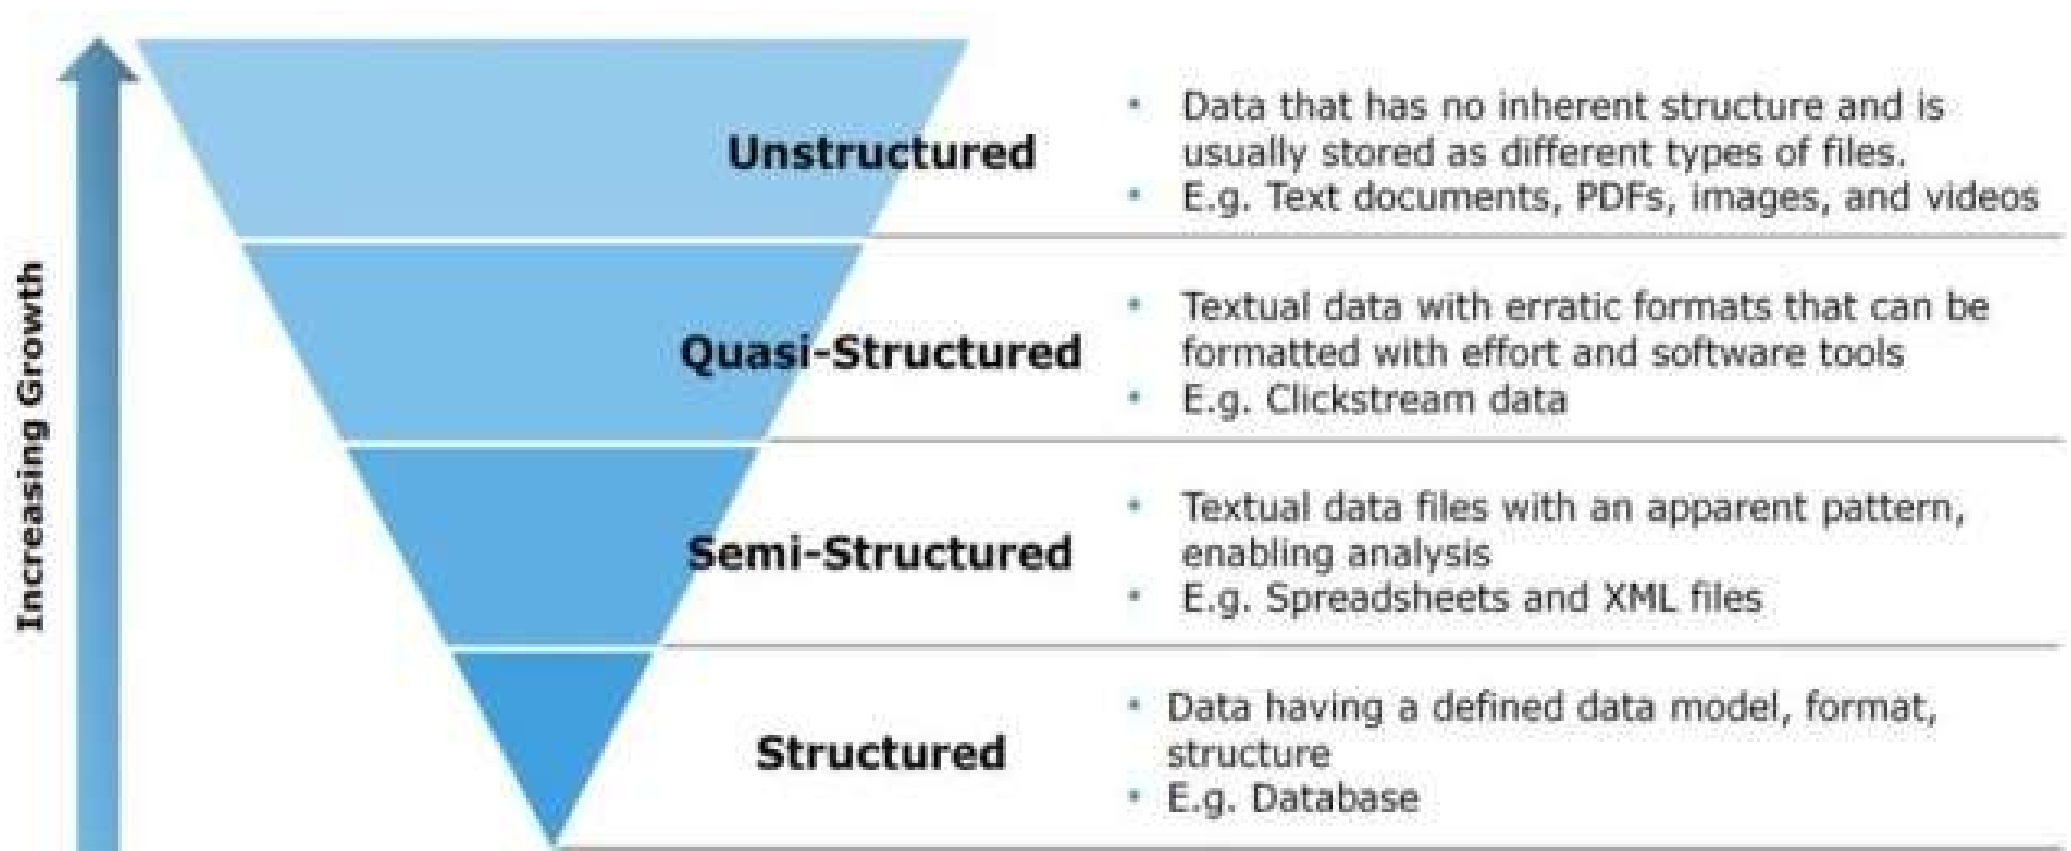 Increasing Growth
Unstructured
• Data that has no inherent structure and is
usually stored as different types of files.
• E.g. Text documents, PDFs, images, and videos
Quasi-Structured
• Textual data with erratic formats that can be
formatted with effort and software tools
• E.g. Clickstream data
Semi-Structured
• Textual data files with an apparent pattern,
enabling analysis
• E.g. Spreadsheets and XML files
Structured
• Data having a defined data model, format,
structure
• E.g. Database